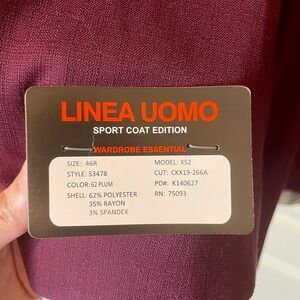 LINEA UOMO
SPORT COAT EDITION
WARDROBE ESSENTIAL
SIZE: 46R
MODEL: XS2
STYLE: 53478
CUT: CKX19-266A
COLOR: 62 PLUM
PO#: K140627
SHELL: 62% POLYESTER
RN: 75093
35% RAYON
3% SPANDEX